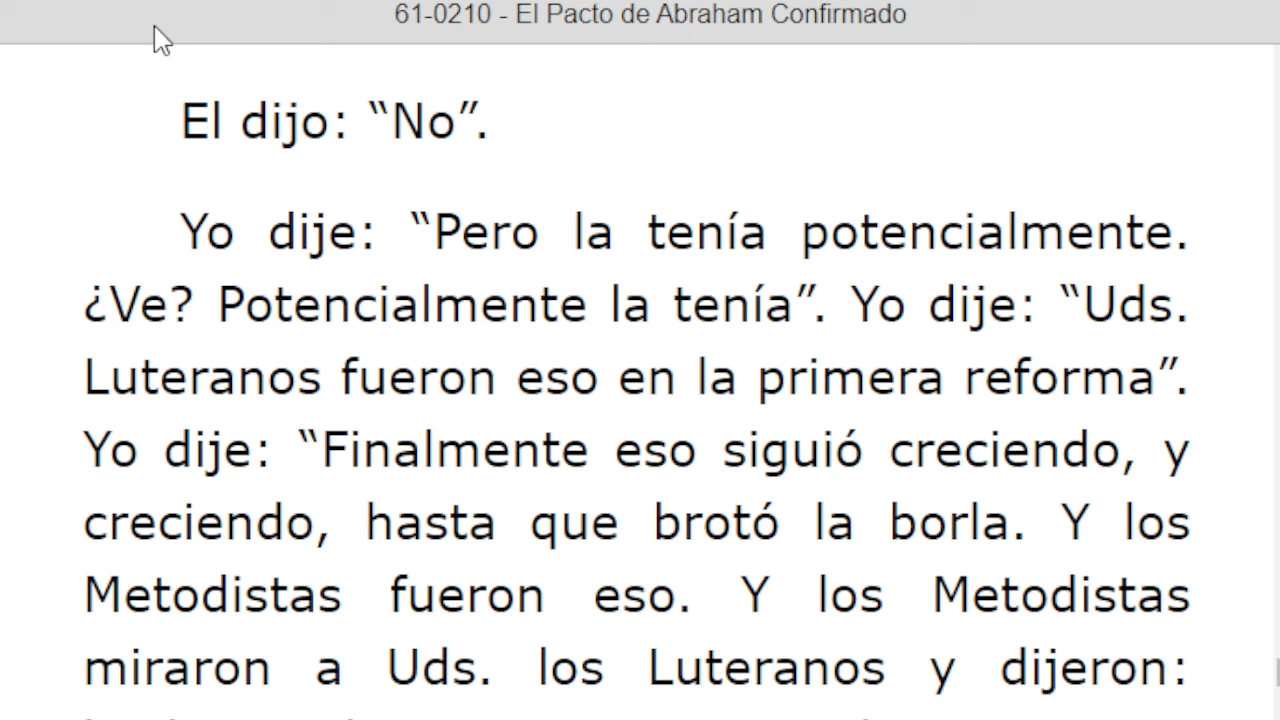 61-0210 - El Pacto de Abraham Confirmado
El dijo: “No”.
Yo dije: “Pero la tenía potencialmente.
¿Ve? Potencialmente la tenía”. Yo dije: “Uds.
Luteranos fueron eso en la primera reforma”.
Yo dije: “Finalmente eso siguió creciendo, y
creciendo, hasta que brotó la borla. Y los
Metodistas fueron eso. Y los Metodistas
miraron a Uds. los Luteranos y dijeron: